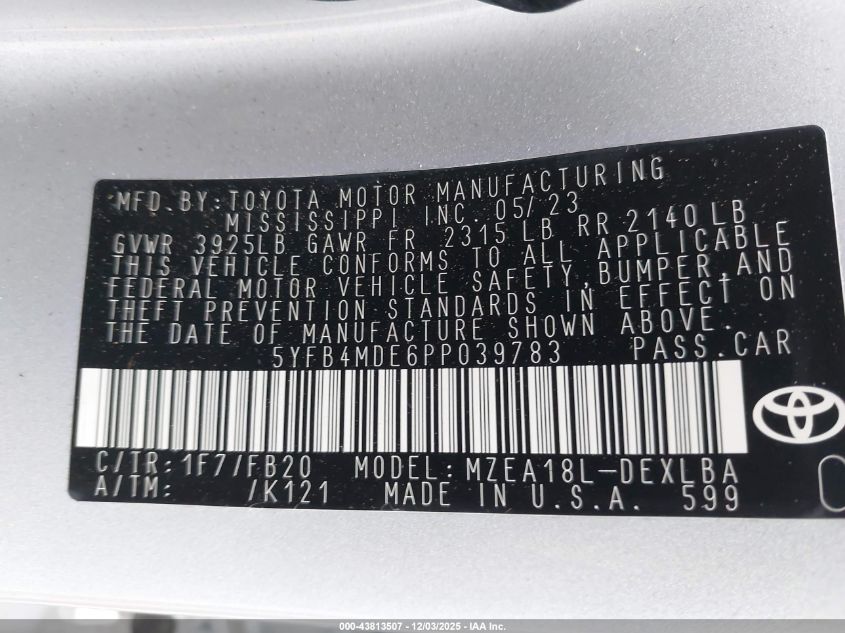 MFD.BY:TOYOTA MOTOR MANUFACTURING
MISSISSIPPI INC. 05/23
GVWR 3925LB GAWR FR 2315 LB RR 2140 LB
THIS VEHICLE CONFORMS TO ALL APPLICABLE
FEDERAL MOTOR VEHICLE SAFETY,BUMPER,AND
THEFT PREVENTION STANDARDS IN EFFECT ON
THE DATE OF MANUFACTURE SHOWN ABOVE.
5YFB4MDE6PP039783 PASS.CAR
C/TR:1F7/FB20 MODEL:MZEA18L-DEXLBA
A/TM: /K121 MADE IN U.S.A. 599
000-43813507 - 12/03/2025 - IAA Inc.